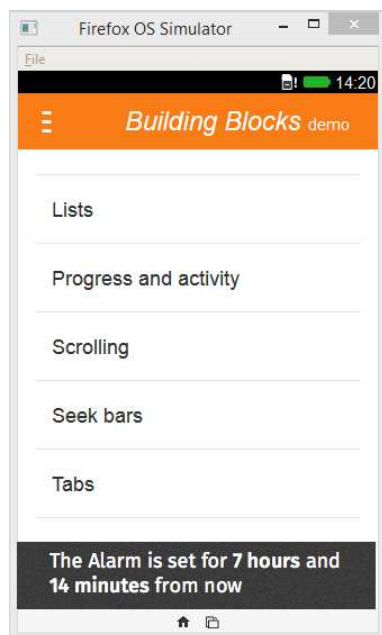 Firefox OS Simulator
File
14:20
Building Blocks demo
Lists
Progress and activity
Scrolling
Seek bars
Tabs
The Alarm is set for 7 hours and
14 minutes from now